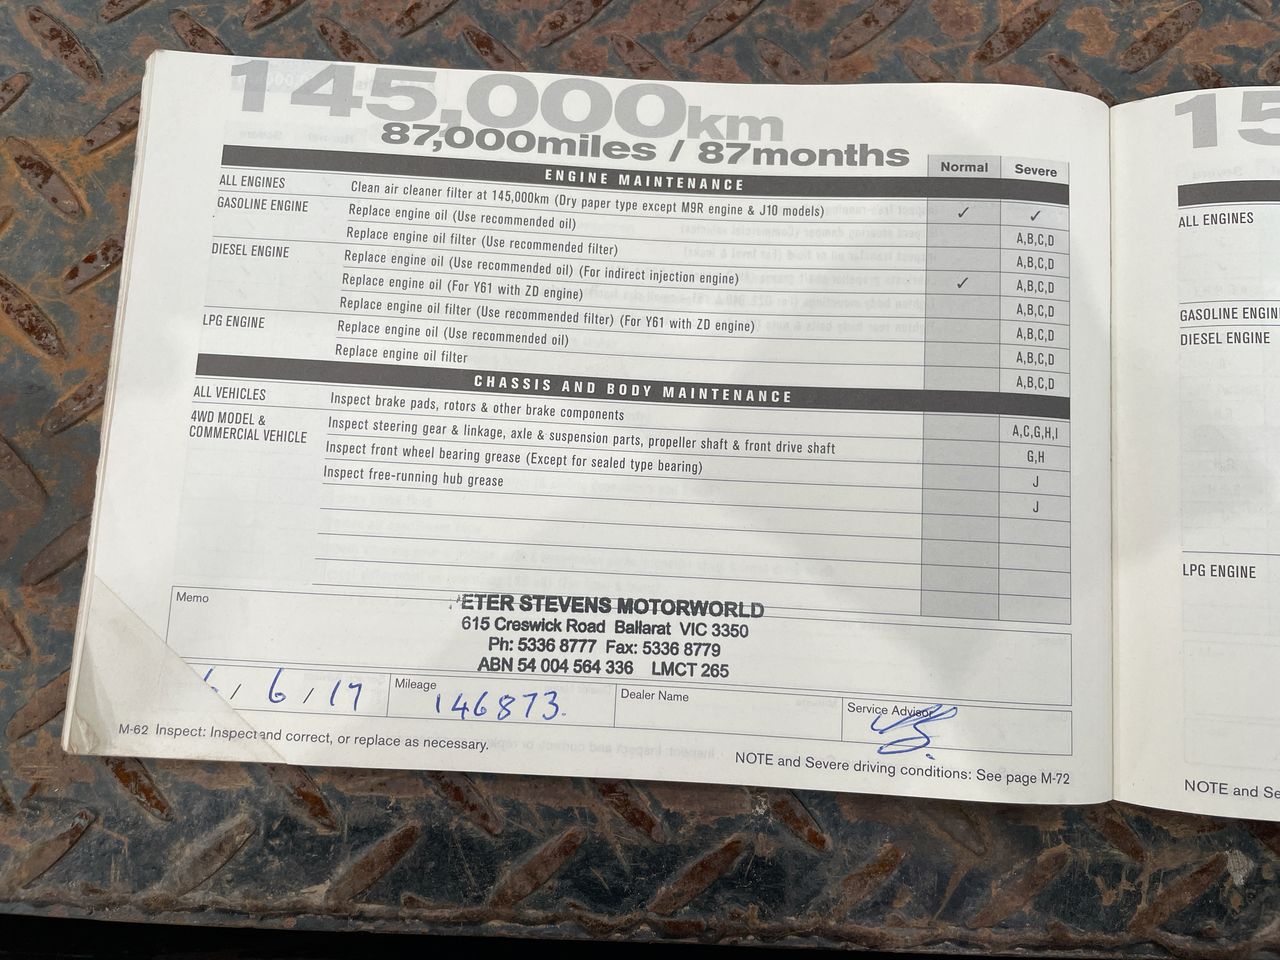 145,000km
87,000miles / 87months
Normal Severe
ENGINE MAINTENANCE
ALL ENGINES Clean air cleaner filter at 145,000km (Dry paper type except M9R engine & J10 models) ✓ ✓
GASOLINE ENGINE Replace engine oil (Use recommended oil) A,B,C,D
Replace engine oil filter (Use recommended filter) A,B,C,D
DIESEL ENGINE Replace engine oil (Use recommended oil) (For indirect injection engine) ✓ A,B,C,D
Replace engine oil (For Y61 with ZD engine) A,B,C,D
Replace engine oil filter (Use recommended filter) (For Y61 with ZD engine) A,B,C,D
LPG ENGINE Replace engine oil (Use recommended oil) A,B,C,D
Replace engine oil filter A,B,C,D
CHASSIS AND BODY MAINTENANCE
ALL VEHICLES Inspect brake pads, rotors & other brake components A,C,G,H,I
4WD MODEL & Inspect steering gear & linkage, axle & suspension parts, propeller shaft & front drive shaft G,H
COMMERCIAL VEHICLE Inspect front wheel bearing grease (Except for sealed type bearing) J
Inspect free-running hub grease J
Memo
ETER STEVENS MOTORWORLD
615 Creswick Road Ballarat VIC 3350
Ph: 5336 8777 Fax: 5336 8779
ABN 54 004 564 336 LMCT 265
/ 6 / 17
Mileage
146873.
Dealer Name
Service Advisor
M-62 Inspect: Inspect and correct, or replace as necessary.
NOTE and Severe driving conditions: See page M-72
15
ALL ENGINES
GASOLINE ENGIN
DIESEL ENGINE
LPG ENGINE
NOTE and Se